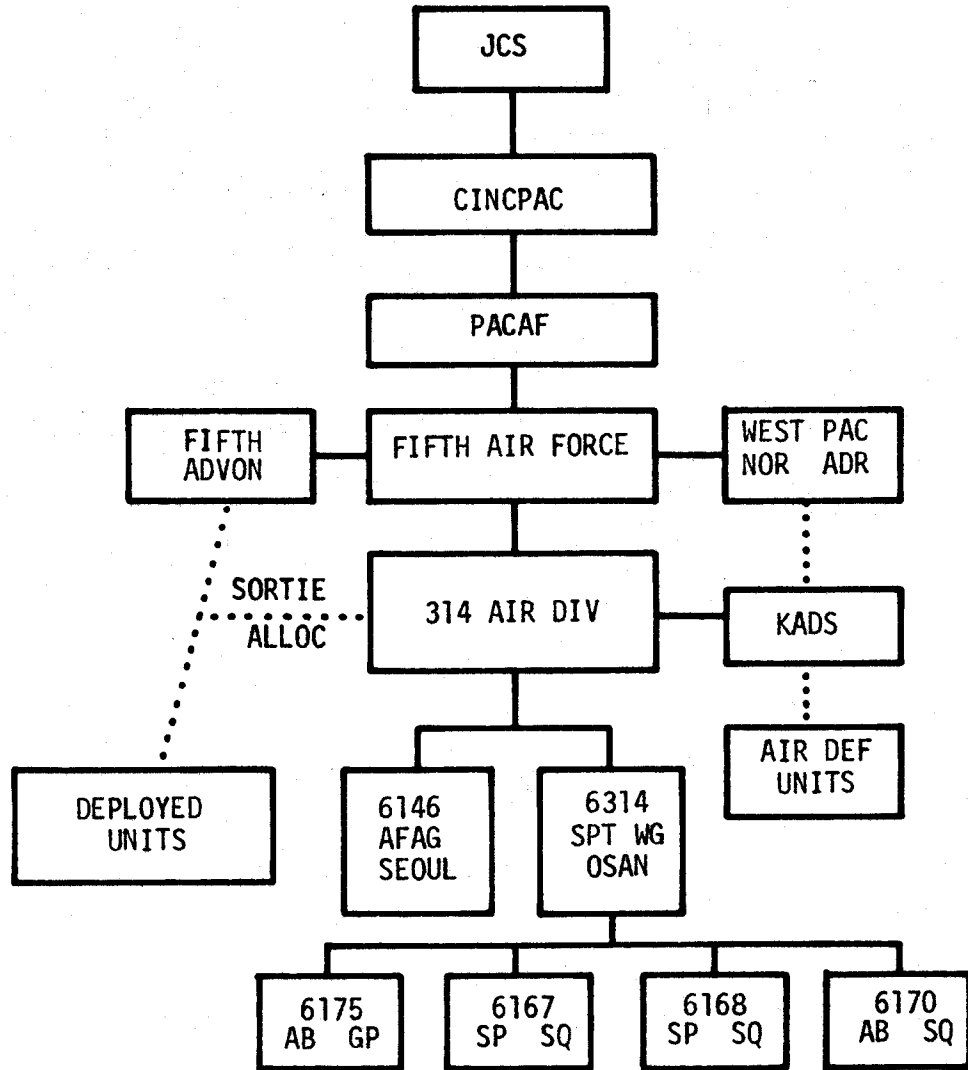 JCS
CINCPAC
PACAF
FIFTH
ADVON
FIFTH AIR FORCE
WEST PAC
NOR ADR
SORTIE
ALLOC
314 AIR DIV
KADS
DEPLOYED
UNITS
6146
AFAG
SEOUL
6314
SPT WG
OSAN
AIR DEF
UNITS
6175
AB GP
6167
SP SQ
6168
SP SQ
6170
AB SQ